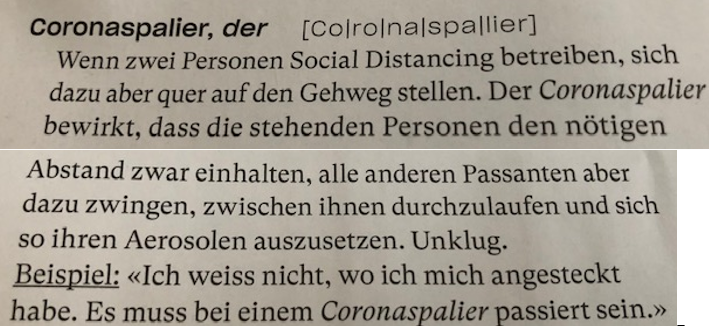 Coronaspalier, der [Co|ro|na|spa|lier]
Wenn zwei Personen Social Distancing betreiben, sich
dazu aber quer auf den Gehweg stellen. Der Coronaspalier
bewirkt, dass die stehenden Personen den nötigen
Abstand zwar einhalten, alle anderen Passanten aber
dazu zwingen, zwischen ihnen durchzulaufen und sich
so ihren Aerosolen auszusetzen. Unklug.
Beispiel: «Ich weiss nicht, wo ich mich angesteckt
habe. Es muss bei einem Coronaspalier passiert sein.»